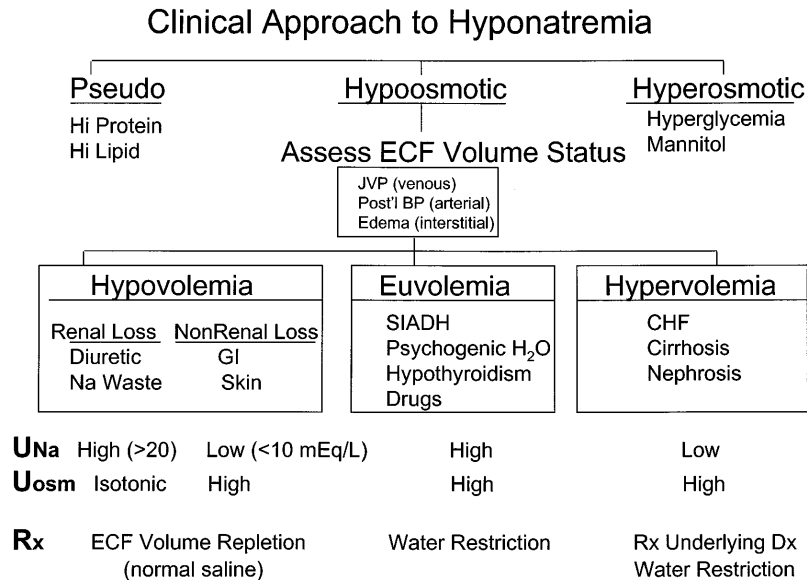 Clinical Approach to Hyponatremia
Pseudo Hypoosmotic Hyperosmotic
Hi Protein
Hi Lipid
Hyperglycemia
Mannitol
Assess ECF Volume Status
JVP (venous)
Post'l BP (arterial)
Edema (interstitial)
Hypovolemia
Renal Loss NonRenal Loss
Diuretic GI
Na Waste Skin
Euvolemia
SIADH
Psychogenic H₂O
Hypothyroidism
Drugs
Hypervolemia
CHF
Cirrhosis
Nephrosis
UNa High (>20) Low (<10 mEq/L) High Low
Uosm Isotonic High High High
Rx ECF Volume Repletion Water Restriction Rx Underlying Dx
(normal saline) Water Restriction